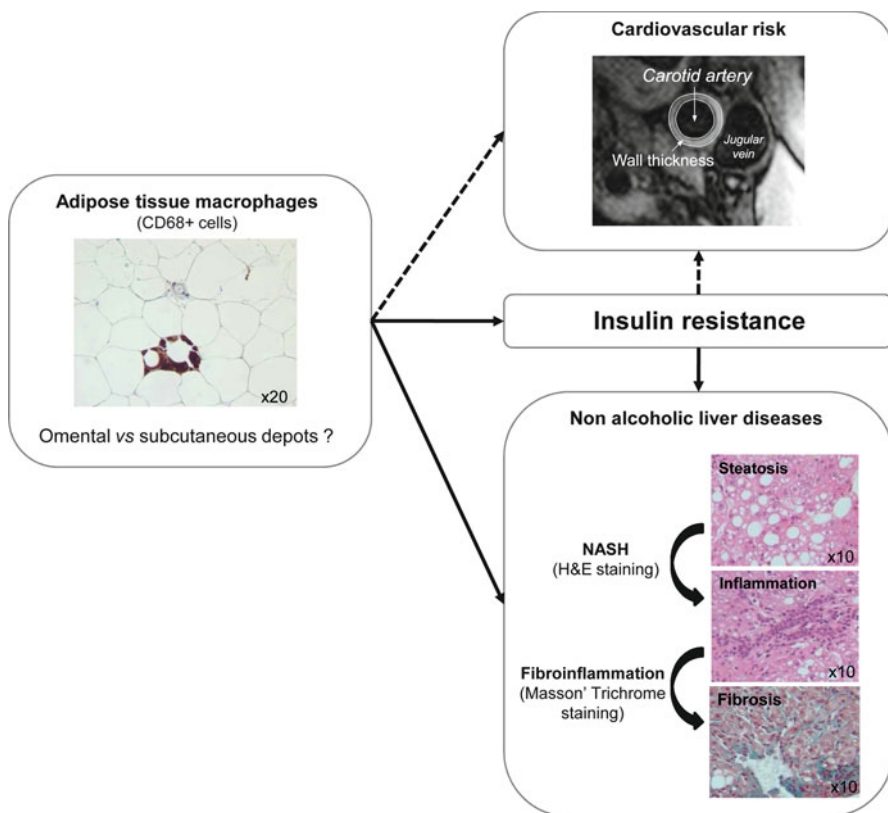 Cardiovascular risk
Carotid artery
Jugular
vein
Wall thickness
Adipose tissue macrophages
(CD68+ cells)
x20
Omental vs subcutaneous depots ?
Insulin resistance
Non alcoholic liver diseases
Steatosis
x10
NASH
(H&E staining)
Inflammation
x10
Fibroinflammation
(Masson' Trichrome
staining)
Fibrosis
x10